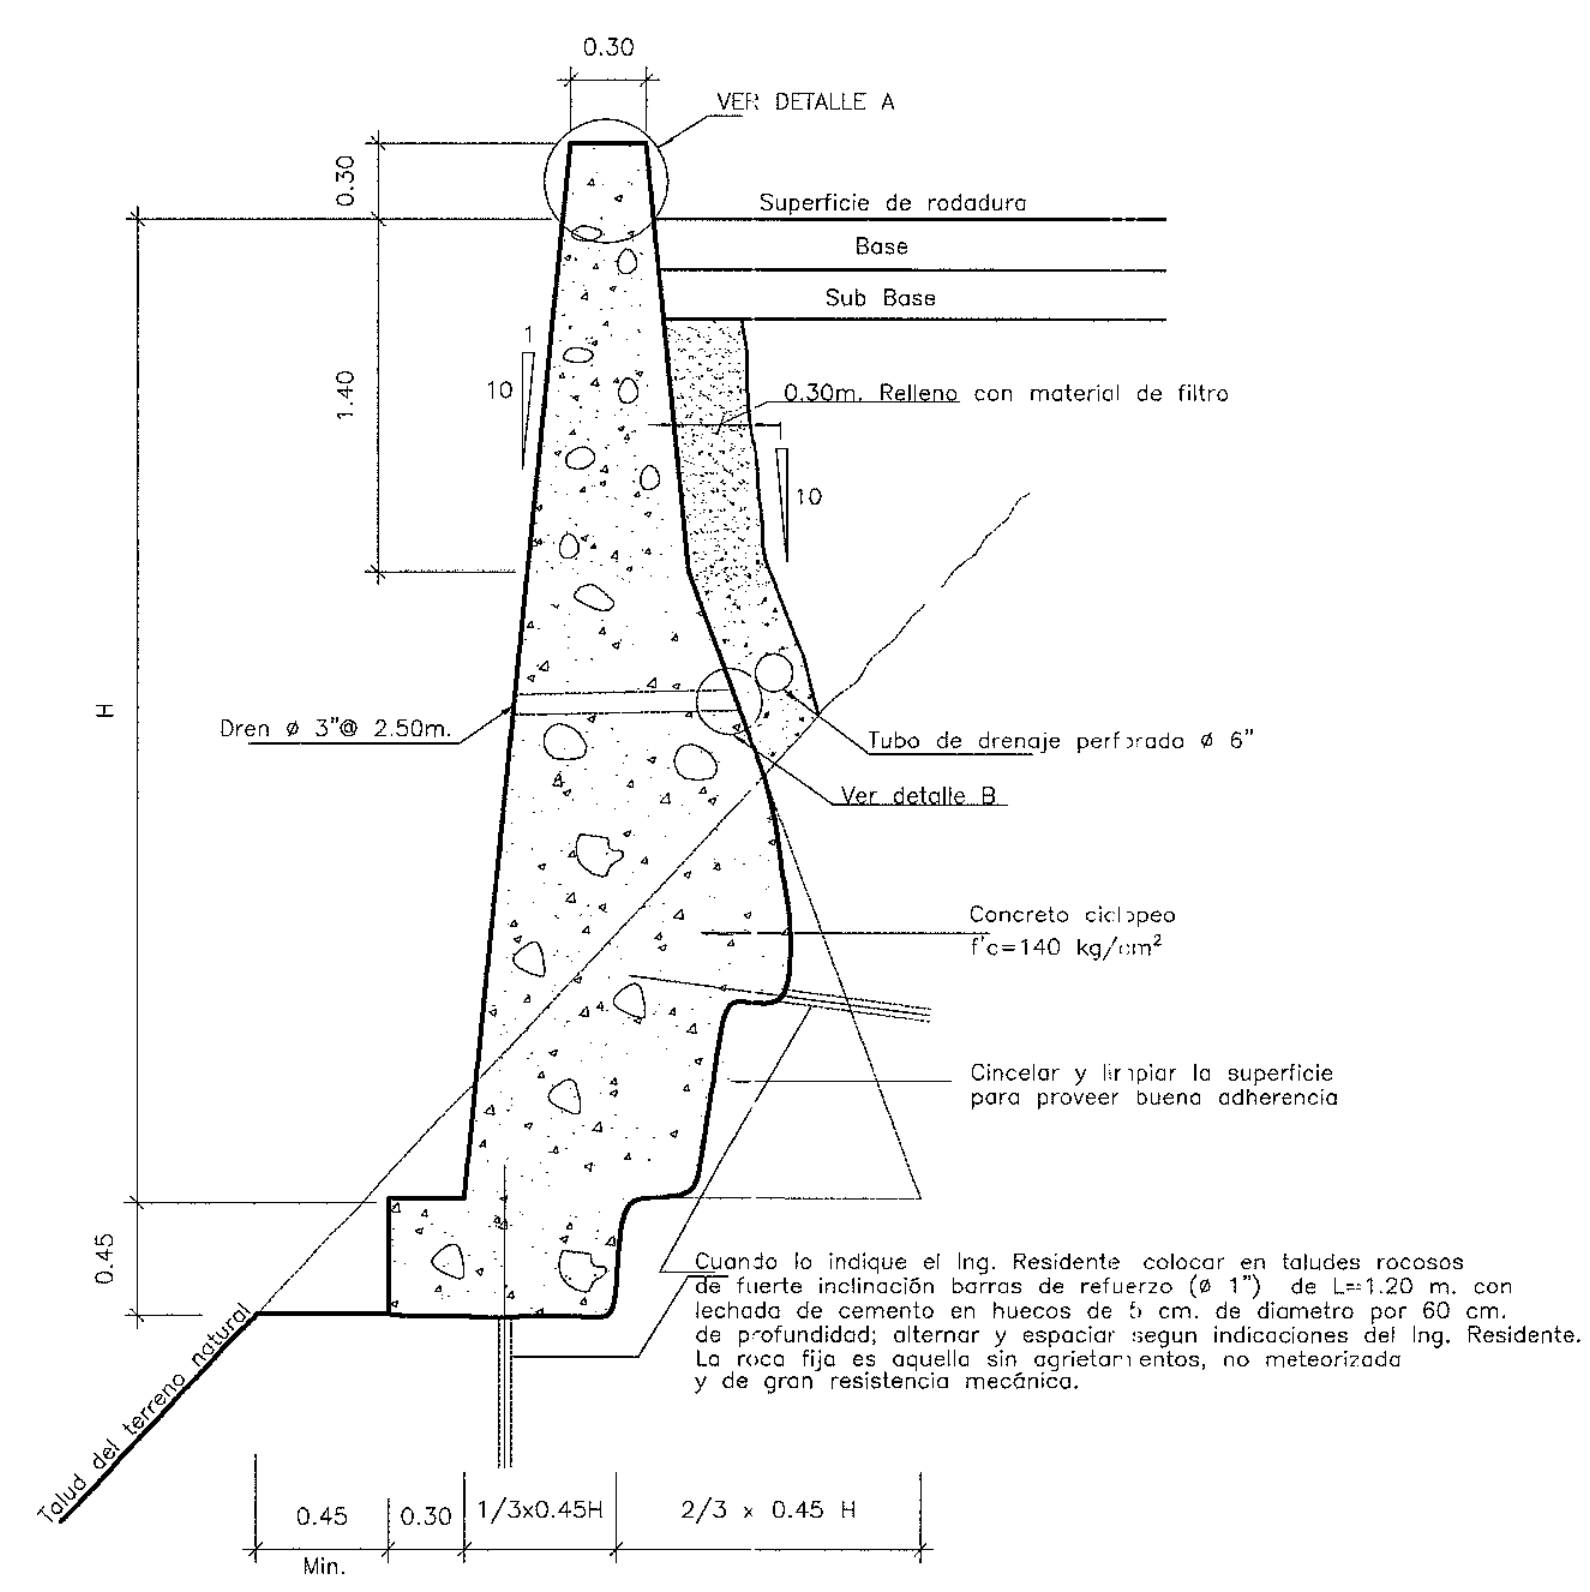 0.30
VER DETALLE A
0.30
Superficie de rodadura
Base
Sub Base
1
10
1.40
0.30m. Relleno con material de filtro
10
H
Dren ø 3"@ 2.50m.
Tubo de drenaje perforado ø 6"
Ver detalle B
Concreto ciclopeo
f'c=140 kg/cm²
Cincelar y limpiar la superficie
para proveer buena adherencia
0.45
Cuando lo indique el Ing. Residente colocar en taludes rocosos
de fuerte inclinación barras de refuerzo (ø 1") de L=1.20 m. con
lechada de cemento en huecos de 5 cm. de diametro por 60 cm.
de profundidad; alternar y espaciar segun indicaciones del Ing. Residente.
La roca fija es aquella sin agrietamientos, no meteorizada
y de gran resistencia mecánica.
Talud del terreno natural
0.45
Min.
0.30
1/3x0.45H
2/3 x 0.45 H